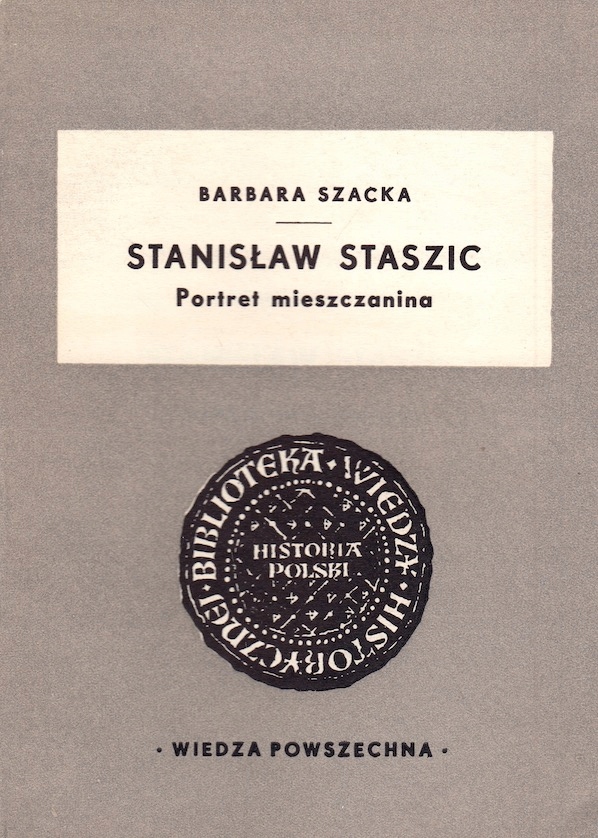 BARBARA SZACKA
STANISŁAW STASZIC
Portret mieszczanina
BIBLIOTEKA · WIEDZY · HISTORYCZNEJ ·
HISTORIA
POLSKI
· WIEDZA POWSZECHNA ·